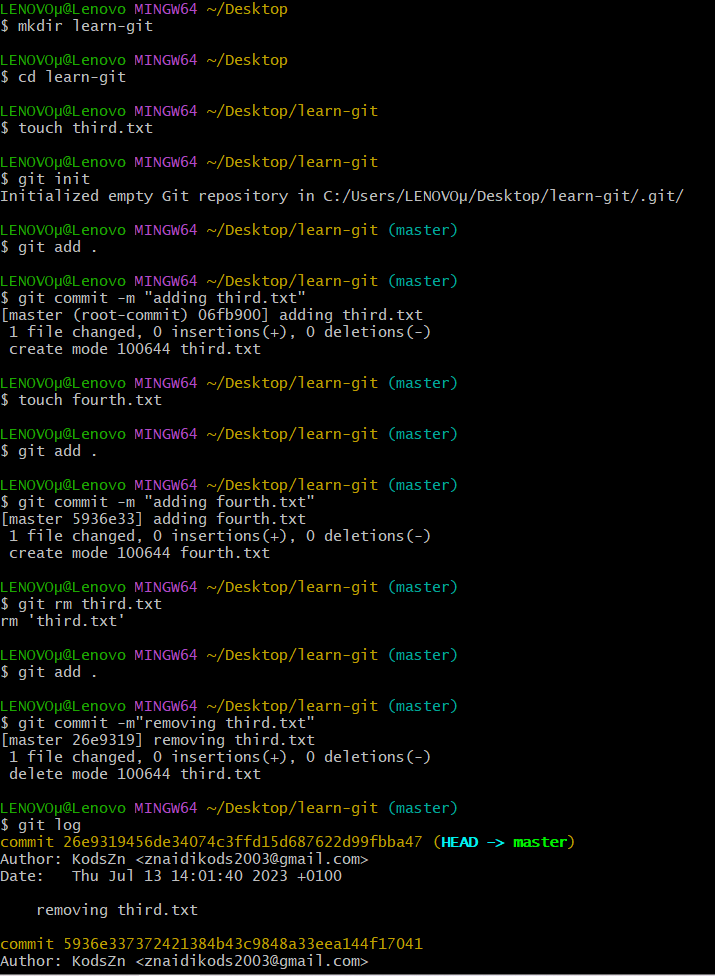 LENOVOµ@Lenovo MINGW64 ~/Desktop
$ mkdir learn-git
LENOVOµ@Lenovo MINGW64 ~/Desktop
$ cd learn-git
LENOVOµ@Lenovo MINGW64 ~/Desktop/learn-git
$ touch third.txt
LENOVOµ@Lenovo MINGW64 ~/Desktop/learn-git
$ git init
Initialized empty Git repository in C:/Users/LENOVOµ/Desktop/learn-git/.git/
LENOVOµ@Lenovo MINGW64 ~/Desktop/learn-git (master)
$ git add .
LENOVOµ@Lenovo MINGW64 ~/Desktop/learn-git (master)
$ git commit -m "adding third.txt"
[master (root-commit) 06fb900] adding third.txt
 1 file changed, 0 insertions(+), 0 deletions(-)
 create mode 100644 third.txt
LENOVOµ@Lenovo MINGW64 ~/Desktop/learn-git (master)
$ touch fourth.txt
LENOVOµ@Lenovo MINGW64 ~/Desktop/learn-git (master)
$ git add .
LENOVOµ@Lenovo MINGW64 ~/Desktop/learn-git (master)
$ git commit -m "adding fourth.txt"
[master 5936e33] adding fourth.txt
 1 file changed, 0 insertions(+), 0 deletions(-)
 create mode 100644 fourth.txt
LENOVOµ@Lenovo MINGW64 ~/Desktop/learn-git (master)
$ git rm third.txt
rm 'third.txt'
LENOVOµ@Lenovo MINGW64 ~/Desktop/learn-git (master)
$ git add .
LENOVOµ@Lenovo MINGW64 ~/Desktop/learn-git (master)
$ git commit -m"removing third.txt"
[master 26e9319] removing third.txt
 1 file changed, 0 insertions(+), 0 deletions(-)
 delete mode 100644 third.txt
LENOVOµ@Lenovo MINGW64 ~/Desktop/learn-git (master)
$ git log
commit 26e9319456de34074c3ffd15d687622d99fbba47 (HEAD -> master)
Author: KodsZn <znaidikods2003@gmail.com>
Date:   Thu Jul 13 14:01:40 2023 +0100
    removing third.txt
commit 5936e337372421384b43c9848a33eea144f17041
Author: KodsZn <znaidikods2003@gmail.com>